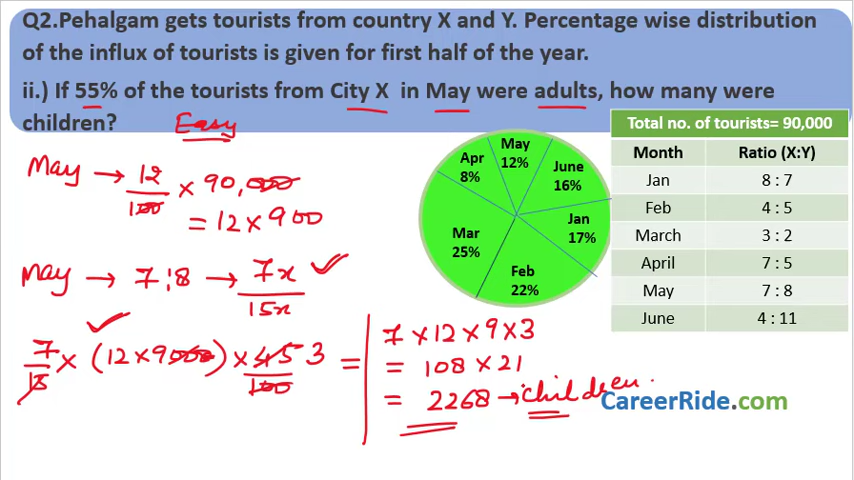 Q2.Pehalgam gets tourists from country X and Y. Percentage wise distribution
of the influx of tourists is given for first half of the year.
ii.) If 55% of the tourists from City X in May were adults, how many were
children?
Easy
May → 12/100 × 90,000
= 12 × 900
May → 7:8 → 7x/15x
7/15 × (12×9000) × 45/100 3 =
7 × 12 × 9 × 3
= 108 × 21
= 2268 → children.
May
12%
Apr
8%
June
16%
Jan
17%
Mar
25%
Feb
22%
Total no. of tourists= 90,000
Month Ratio (X:Y)
Jan 8 : 7
Feb 4 : 5
March 3 : 2
April 7 : 5
May 7 : 8
June 4 : 11
CareerRide.com